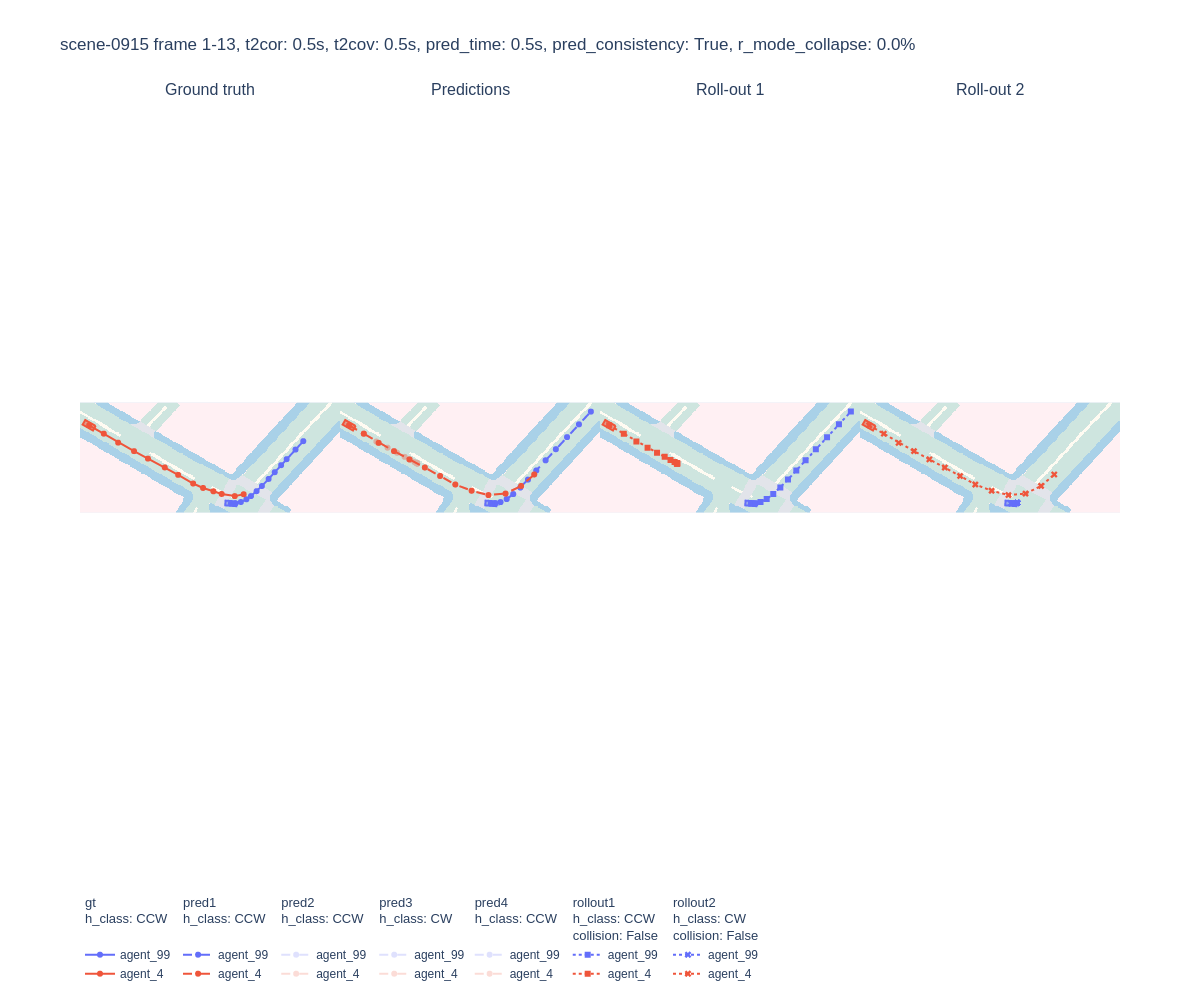 scene-0915 frame 1-13, t2cor: 0.5s, t2cov: 0.5s, pred_time: 0.5s, pred_consistency: True, r_mode_collapse: 0.0%
Ground truth
Predictions
Roll-out 1
Roll-out 2
gt
h_class: CCW
agent_99
agent_4
pred1
h_class: CCW
agent_99
agent_4
pred2
h_class: CCW
agent_99
agent_4
pred3
h_class: CW
agent_99
agent_4
pred4
h_class: CCW
agent_99
agent_4
rollout1
h_class: CCW
collision: False
agent_99
agent_4
rollout2
h_class: CW
collision: False
agent_99
agent_4